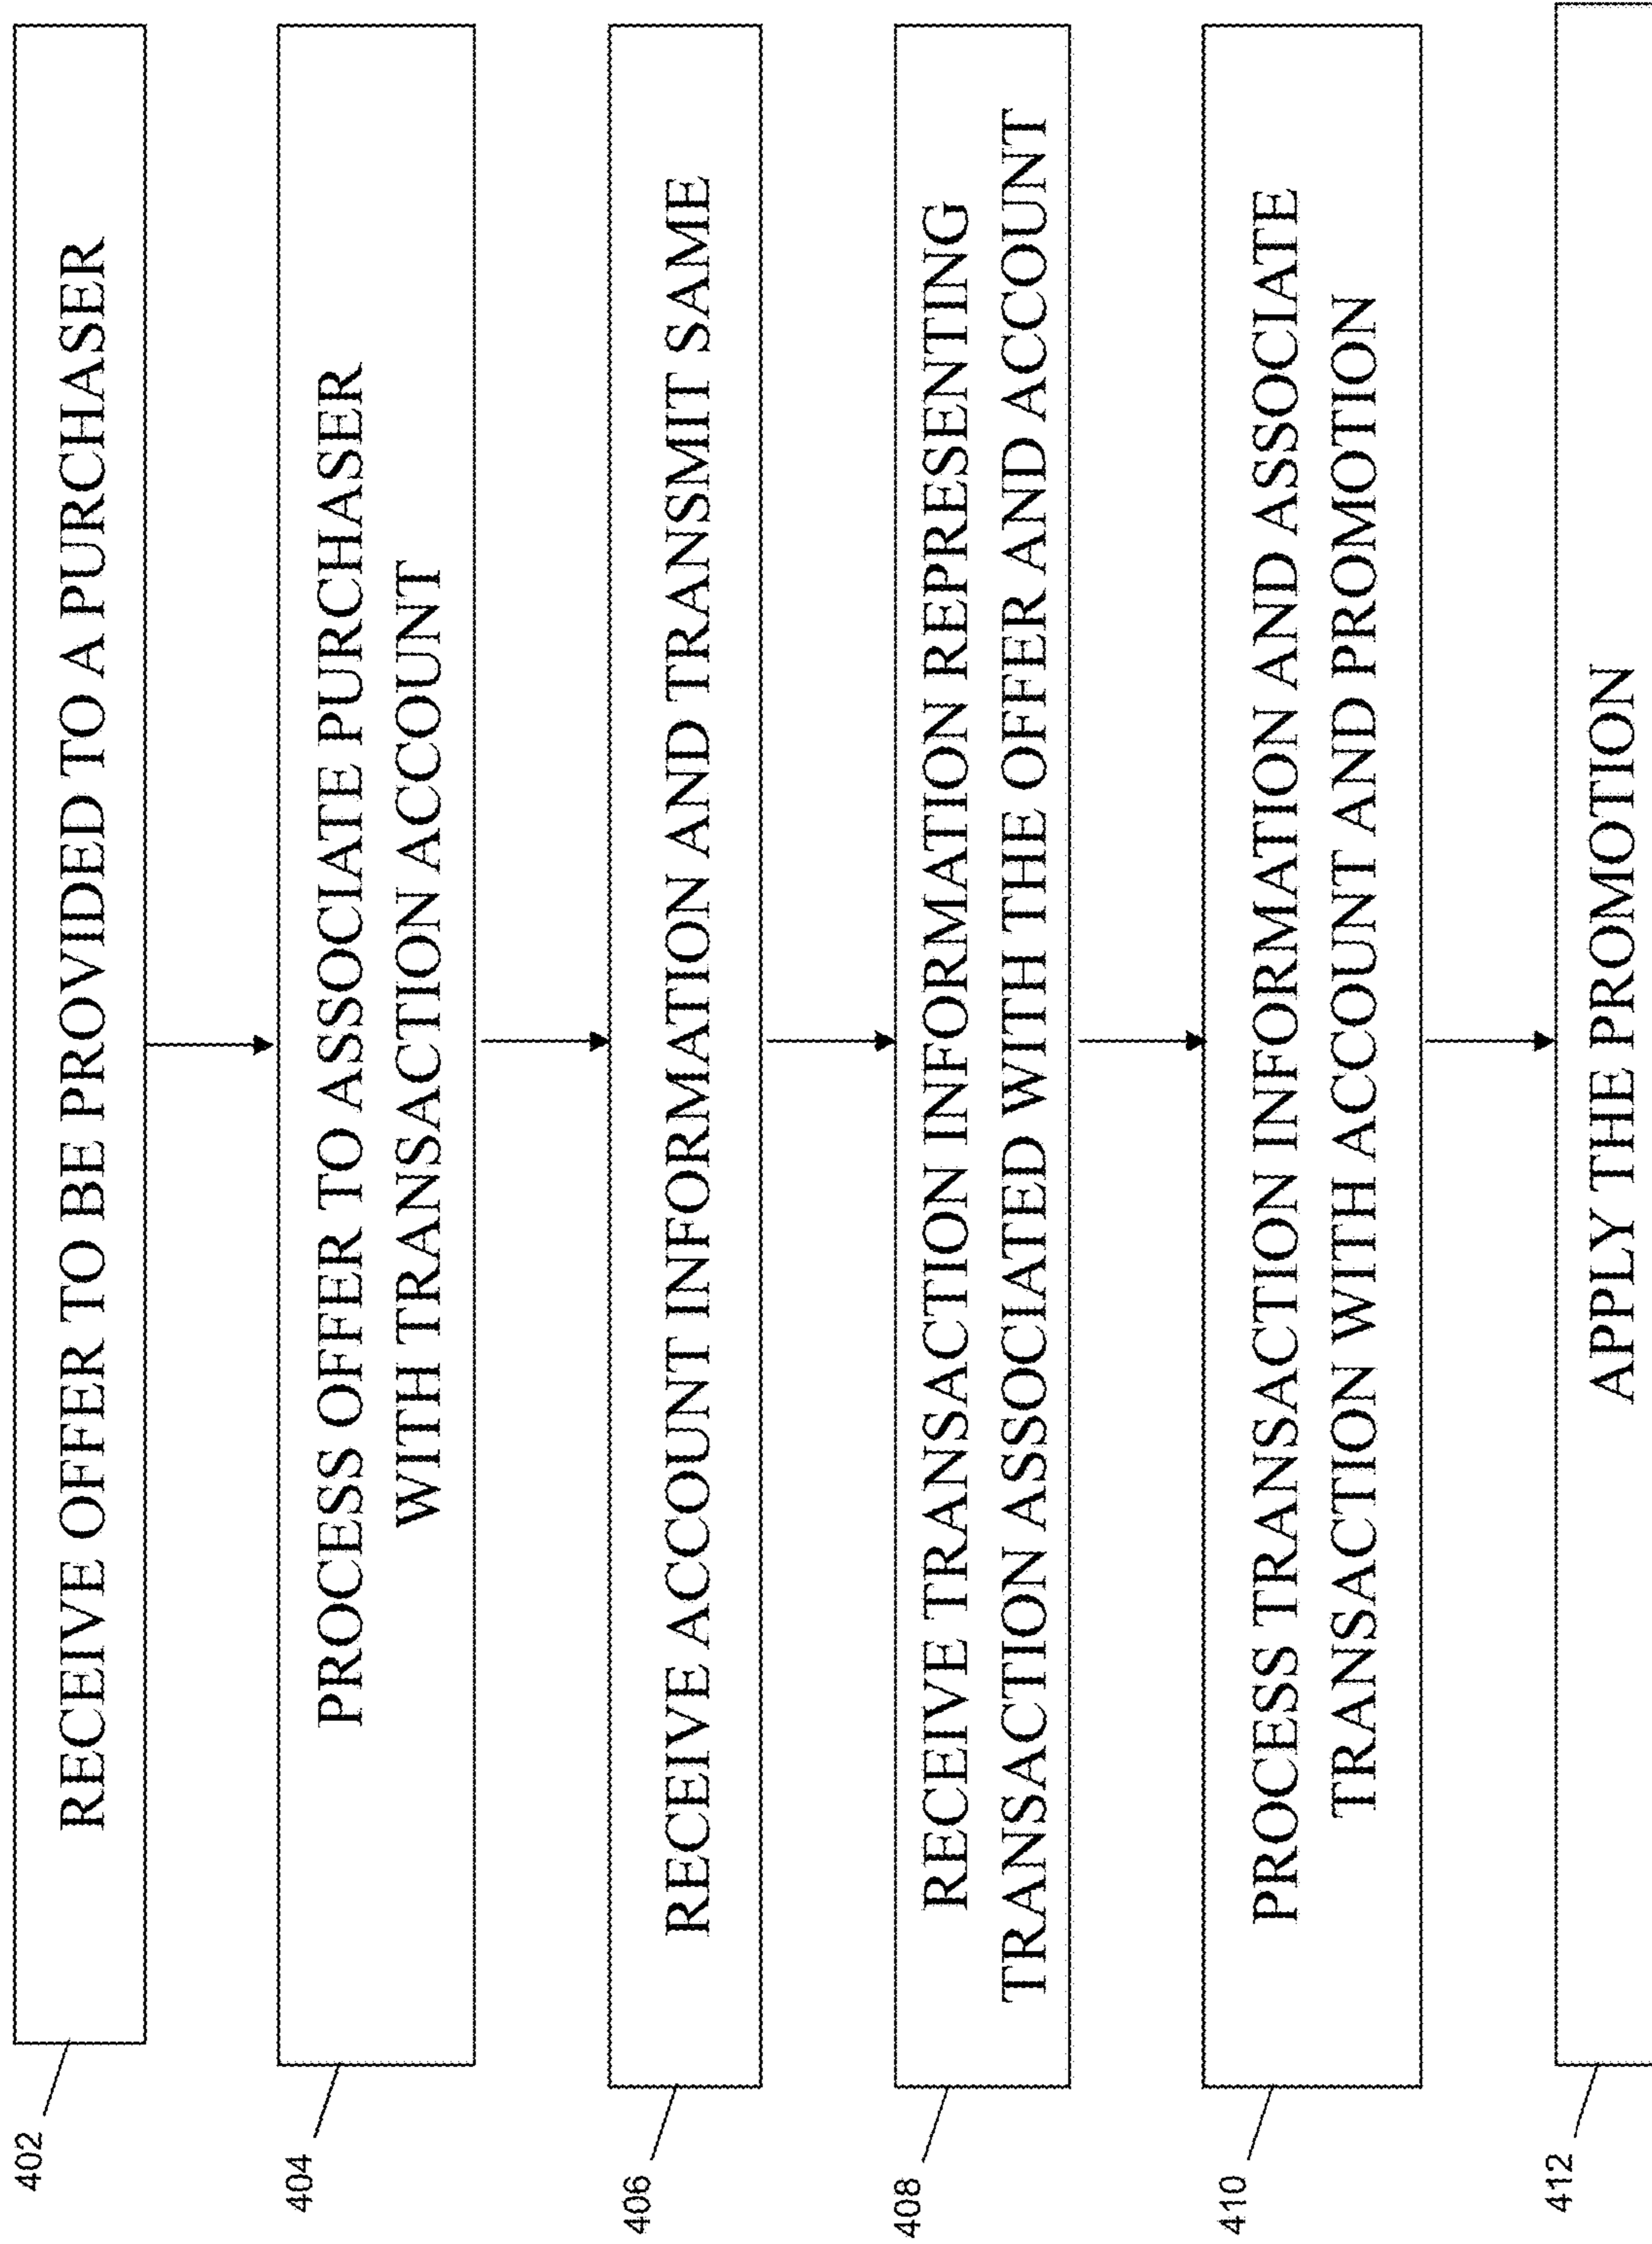 402
RECEIVE OFFER TO BE PROVIDED TO A PURCHASER
404
PROCESS OFFER TO ASSOCIATE PURCHASER
WITH TRANSACTION ACCOUNT
406
RECEIVE ACCOUNT INFORMATION AND TRANSMIT SAME
408
RECEIVE TRANSACTION INFORMATION REPRESENTING
TRANSACTION ASSOCIATED WITH THE OFFER AND ACCOUNT
410
PROCESS TRANSACTION INFORMATION AND ASSOCIATE
TRANSACTION WITH ACCOUNT AND PROMOTION
412
APPLY THE PROMOTION